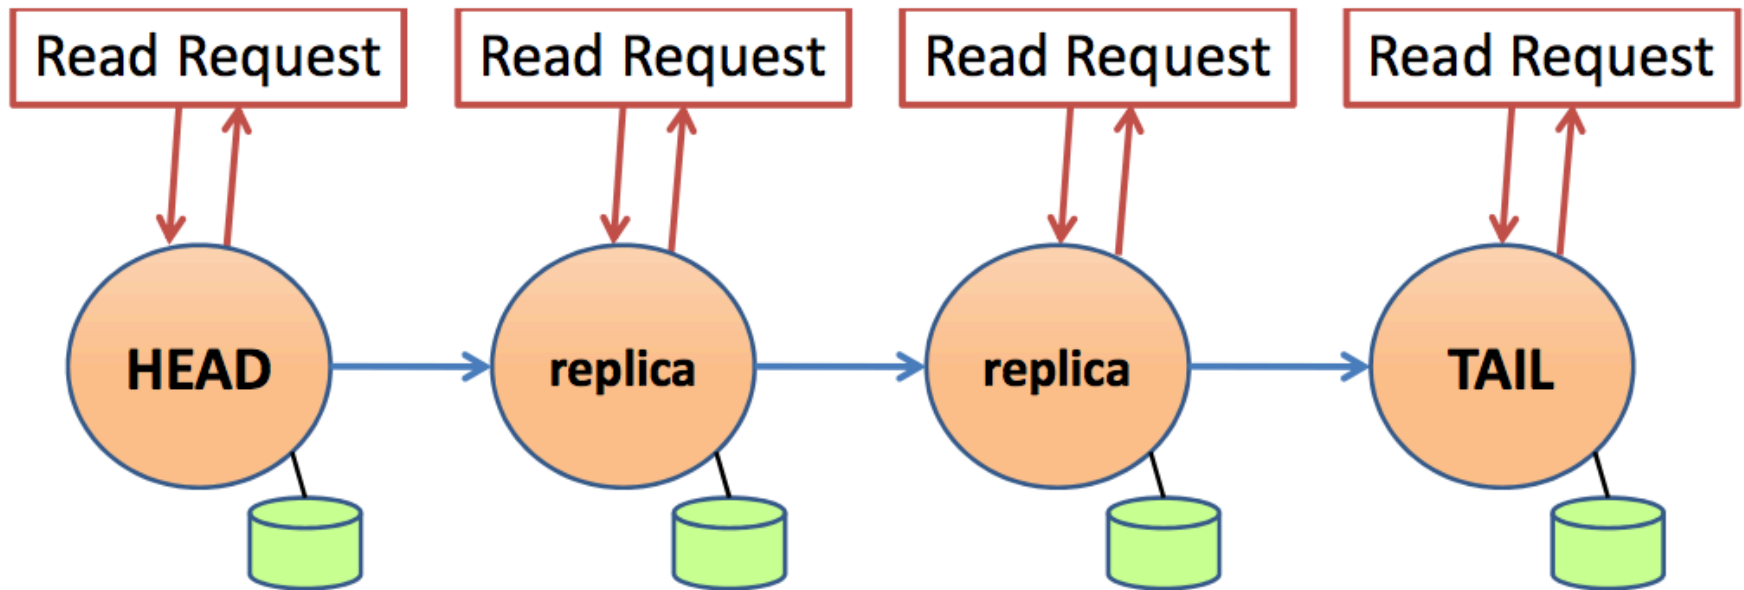 Read Request
Read Request
Read Request
Read Request
HEAD
replica
replica
TAIL